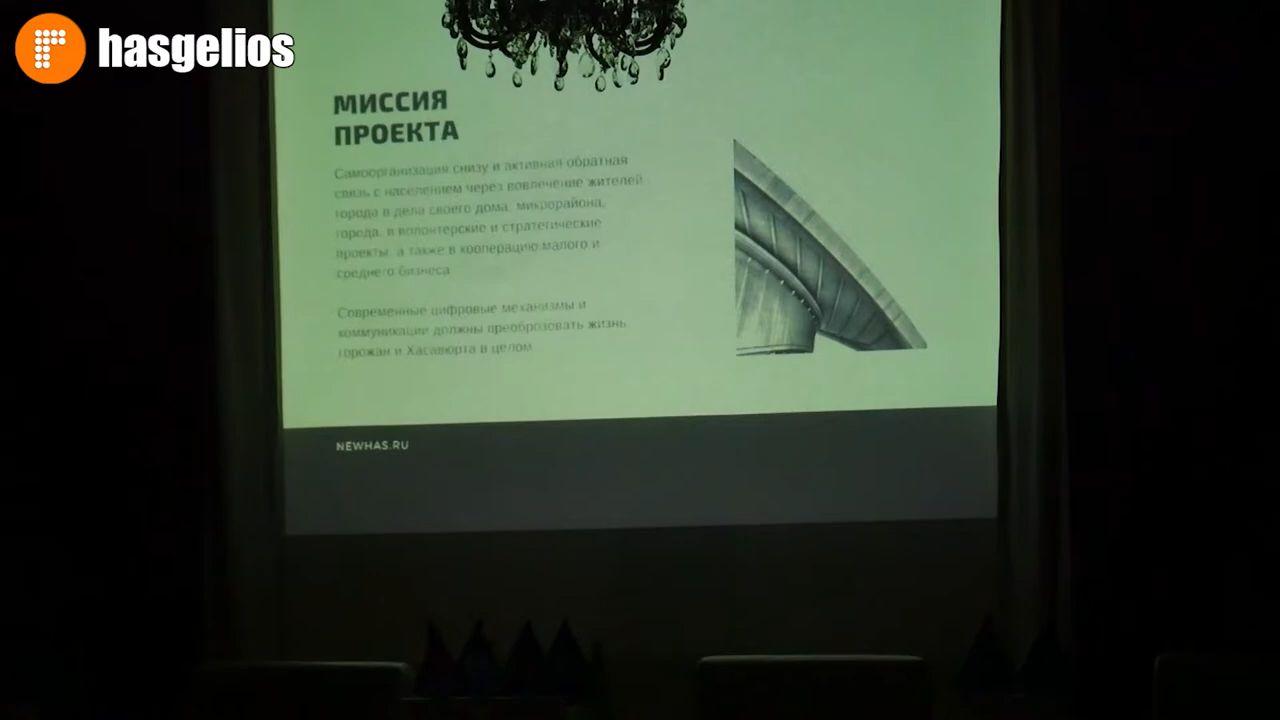 hasgelios
МИССИЯ
ПРОЕКТА
Самоорганизация снизу и активная обратная
связь с населением через вовлечение жителей
города в дела своего дома, микрорайона,
города, в волонтерские и стратегические
проекты, а также в кооперацию малого и
среднего бизнеса
Современные цифровые механизмы и
коммуникации должны преобразовать жизнь
горожан и Хасавюрта в целом
NEWHAS.RU